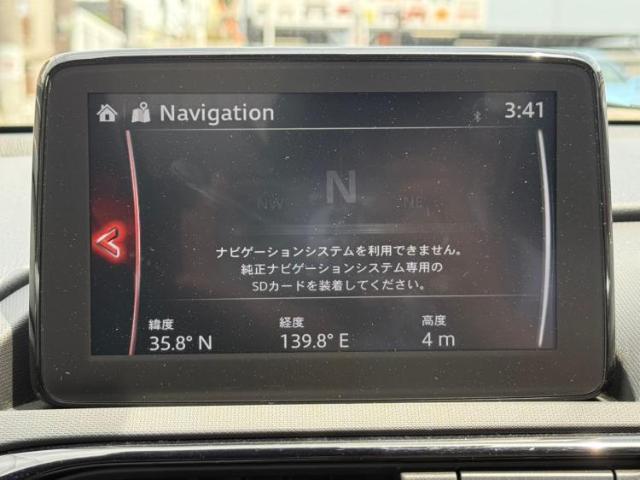 Navigation
3:41
N
NW
NE
ナビゲーションシステムを利用できません。
純正ナビゲーションシステム専用の
SDカードを装着してください。
緯度
経度
高度
35.8° N
139.8° E
4 m